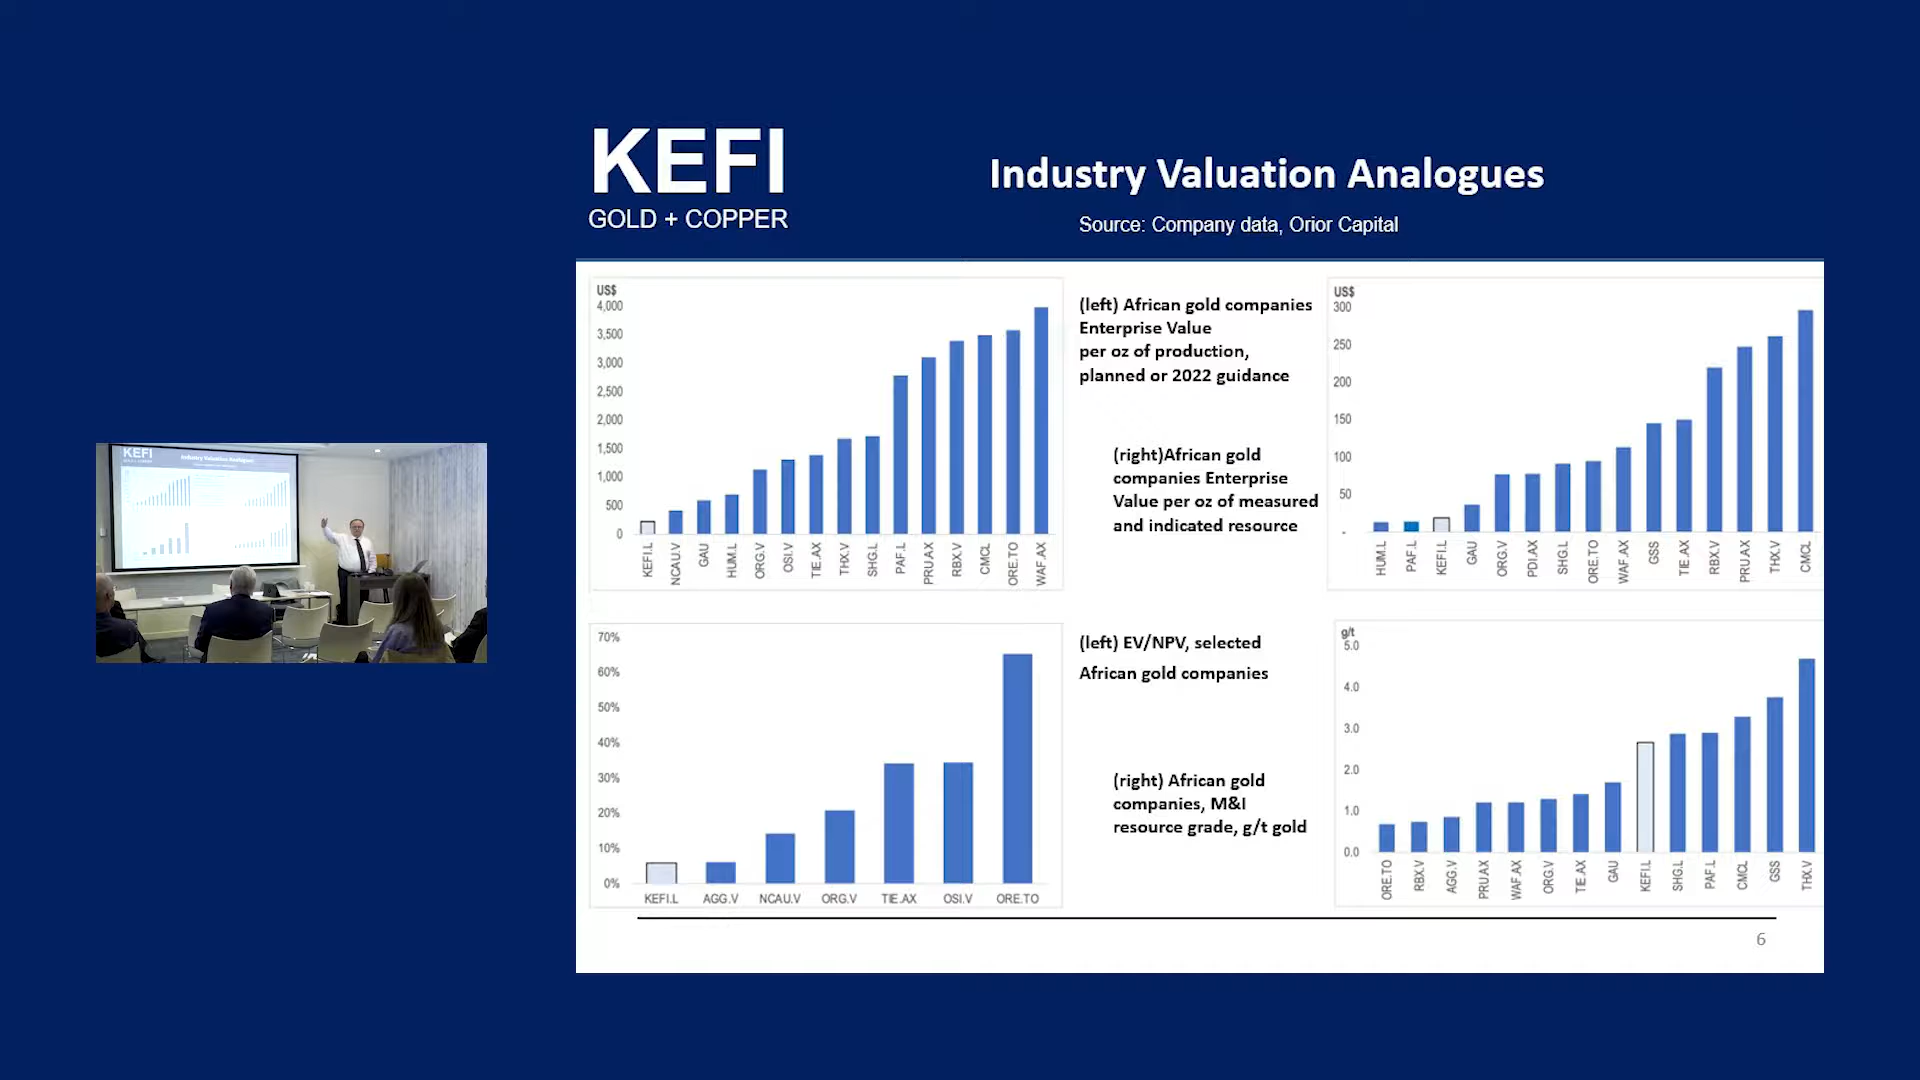 KEFI
GOLD + COPPER
Industry Valuation Analogues
Source: Company data, Orior Capital
US$
4,000
3,500
3,000
2,500
2,000
1,500
1,000
500
0
KEFI.L NCAU.V GAU HUM.L ORG.V OSI.V TIE.AX THX.V SHG.L PAF.L PRU.AX RBX.V CMCL ORE.TO WAF.AX
(left) African gold companies
Enterprise Value
per oz of production,
planned or 2022 guidance
(right)African gold
companies Enterprise
Value per oz of measured
and indicated resource
US$
300
250
200
150
100
50
-
HUM.L PAF.L KEFI.L GAU ORG.V PDI.AX SHG.L ORE.TO WAF.AX GSS TIE.AX RBX.V PRU.AX THX.V CMCL
70%
60%
50%
40%
30%
20%
10%
0%
KEFI.L AGG.V NCAU.V ORG.V TIE.AX OSI.V ORE.TO
(left) EV/NPV, selected
African gold companies
(right) African gold
companies, M&I
resource grade, g/t gold
g/t
5.0
4.0
3.0
2.0
1.0
0.0
ORE.TO RBX.V AGG.V PRU.AX WAF.AX ORG.V TIE.AX GAU KEFI.L SHG.L PAF.L CMCL GSS THX.V
6
KEFI
Industry Valuation Analogues